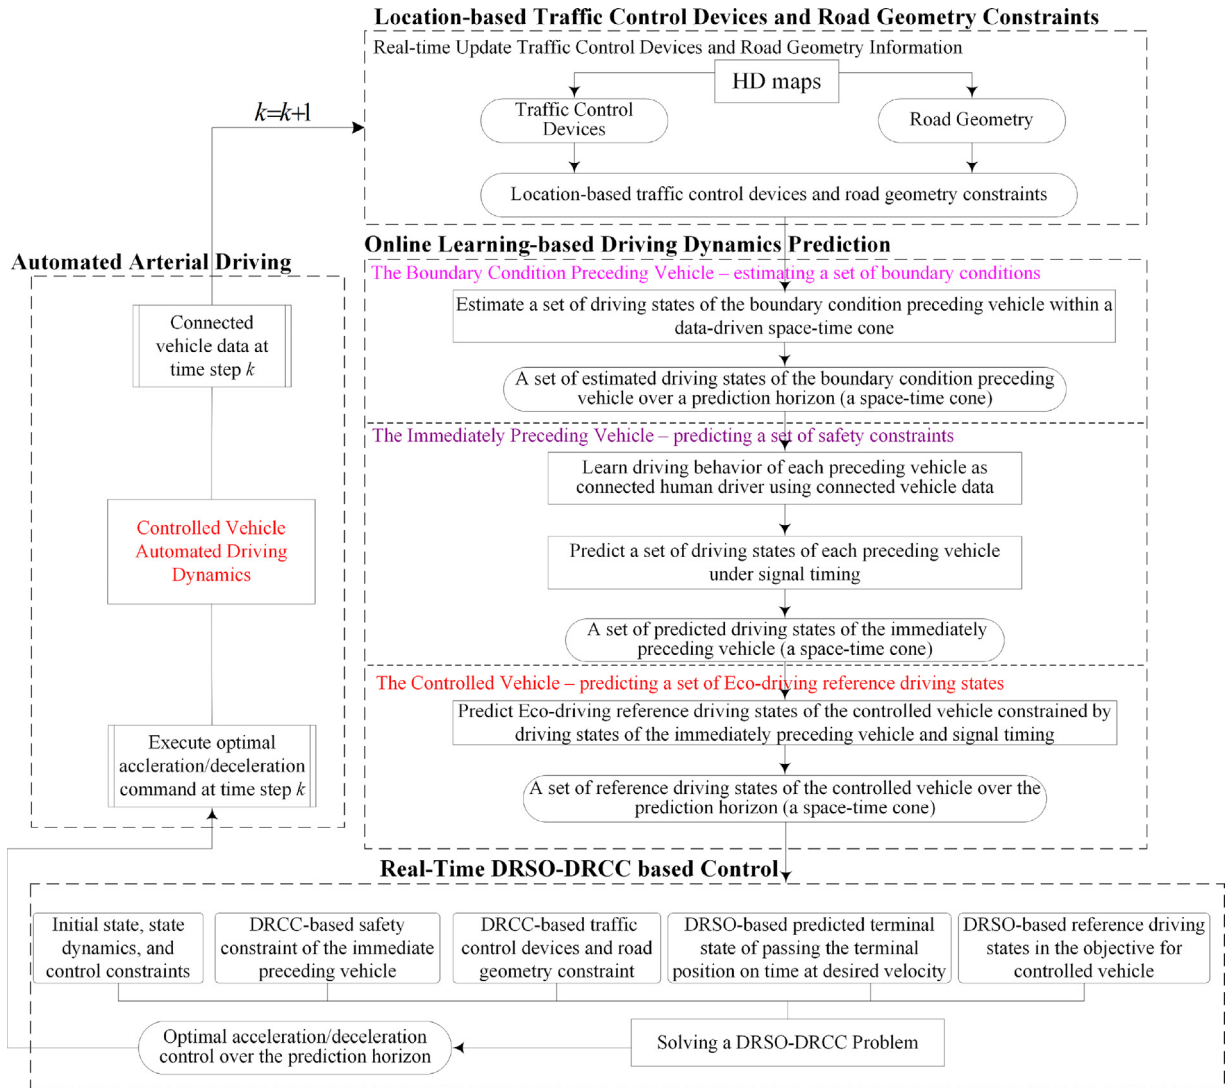 Location-based Traffic Control Devices and Road Geometry Constraints
Real-time Update Traffic Control Devices and Road Geometry Information
HD maps
Traffic Control
Devices
Road Geometry
Location-based traffic control devices and road geometry constraints
k=k+1
Online Learning-based Driving Dynamics Prediction
The Boundary Condition Preceding Vehicle – estimating a set of boundary conditions
Estimate a set of driving states of the boundary condition preceding vehicle within a
data-driven space-time cone
A set of estimated driving states of the boundary condition preceding
vehicle over a prediction horizon (a space-time cone)
The Immediately Preceding Vehicle – predicting a set of safety constraints
Learn driving behavior of each preceding vehicle as
connected human driver using connected vehicle data
Predict a set of driving states of each preceding vehicle
under signal timing
A set of predicted driving states of the immediately
preceding vehicle (a space-time cone)
The Controlled Vehicle – predicting a set of Eco-driving reference driving states
Predict Eco-driving reference driving states of the controlled vehicle constrained by
driving states of the immediately preceding vehicle and signal timing
A set of reference driving states of the controlled vehicle over the
prediction horizon (a space-time cone)
Automated Arterial Driving
Connected
vehicle data at
time step k
Controlled Vehicle
Automated Driving
Dynamics
Execute optimal
accleration/deceleration
command at time step k
Real-Time DRSO-DRCC based Control
Initial state, state
dynamics, and
control constraints
DRCC-based safety
constraint of the immediate
preceding vehicle
DRCC-based traffic
control devices and road
geometry constraint
DRSO-based predicted terminal
state of passing the terminal
position on time at desired velocity
DRSO-based reference driving
states in the objective for
controlled vehicle
Optimal acceleration/deceleration
control over the prediction horizon
Solving a DRSO-DRCC Problem